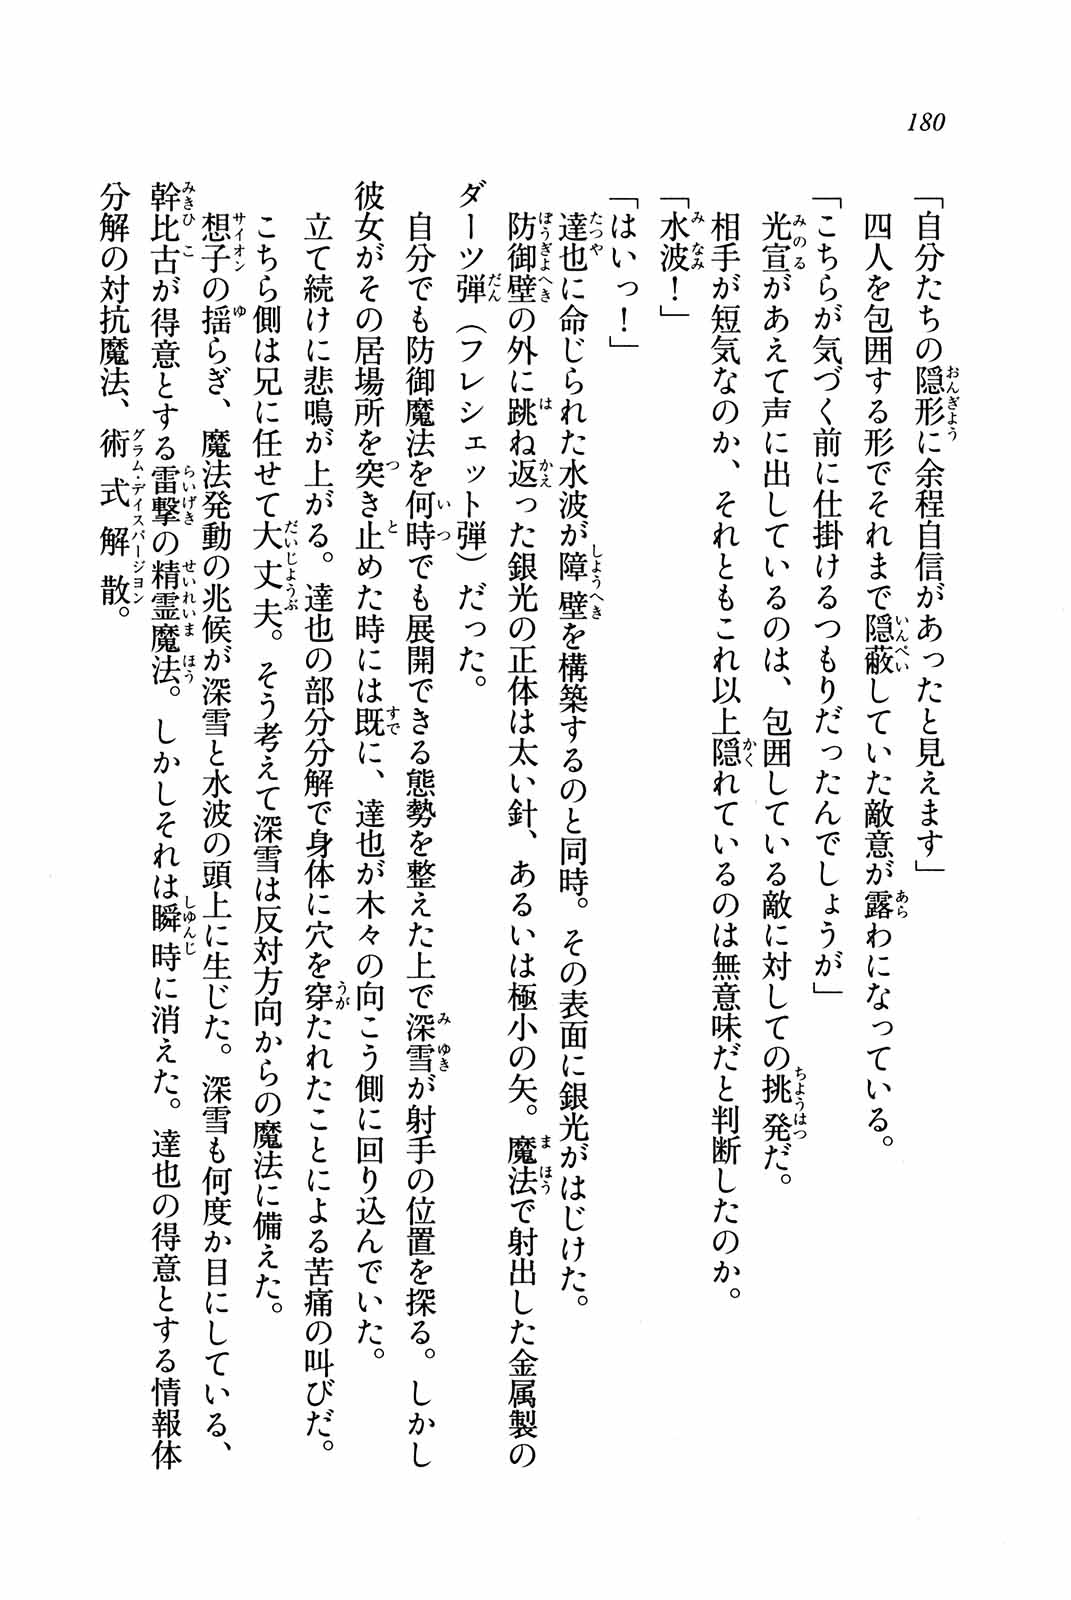 180
「自分たちの隠形に余程自信があったと見えます」
四人を包囲する形でそれまで隠蔽していた敵意が露わになっている。
「こちらが気づく前に仕掛けるつもりだったんでしょうが」
光宣があえて声に出しているのは、包囲している敵に対しての挑発だ。
相手が短気なのか、それともこれ以上隠れているのは無意味だと判断したのか。
「水波！」
「はいっ！」
達也に命じられた水波が障壁を構築するのと同時。その表面に銀光がはじけた。
防御壁の外に跳ね返った銀光の正体は太い針、あるいは極小の矢。魔法で射出した金属製の
ダーツ弾（フレシェット弾）だった。
自分でも防御魔法を何時でも展開できる態勢を整えた上で深雪が射手の位置を探る。しかし
彼女がその居場所を突き止めた時には既に、達也が木々の向こう側に回り込んでいた。
立て続けに悲鳴が上がる。達也の部分分解で身体に穴を穿たれたことによる苦痛の叫びだ。
こちら側は兄に任せて大丈夫。そう考えて深雪は反対方向からの魔法に備えた。
想子の揺らぎ、魔法発動の兆候が深雪と水波の頭上に生じた。深雪も何度か目にしている、
幹比古が得意とする雷撃の精霊魔法。しかしそれは瞬時に消えた。達也の得意とする情報体
分解の対抗魔法、術式解散。